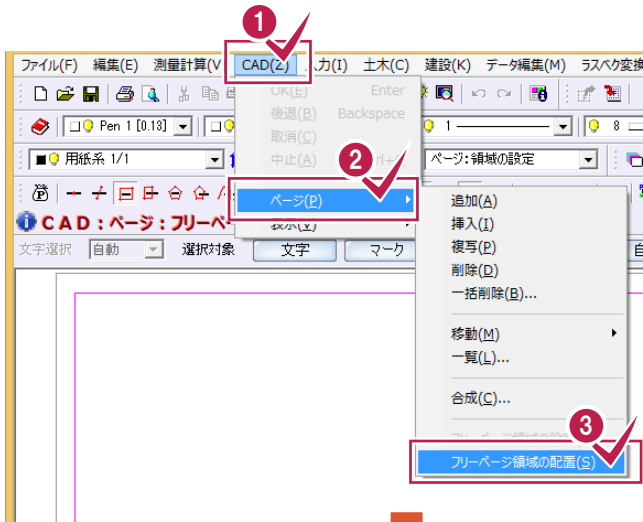 1
ファイル(F) 編集(E) 測量計算(V CAD(Z) 力(I) 土木(C) 建設(K) データ編集(M) ラスベク変換
OK(E) Enter
Pen 1 [0.13] 後退(B) Backspace 1 8
取消(C)
用紙系 1/1 中止(A) ページ:領域の設定
2
ページ(P) 追加(A)
CAD:ページ:フリーペ 表示(V) 挿入(I)
文字選択 自動 選択対象 文字 マーク 複写(P) 自
削除(D)
一括削除(B)...
移動(M)
一覧(L)...
合成(C)...
3
フリーページ領域の配置(S)